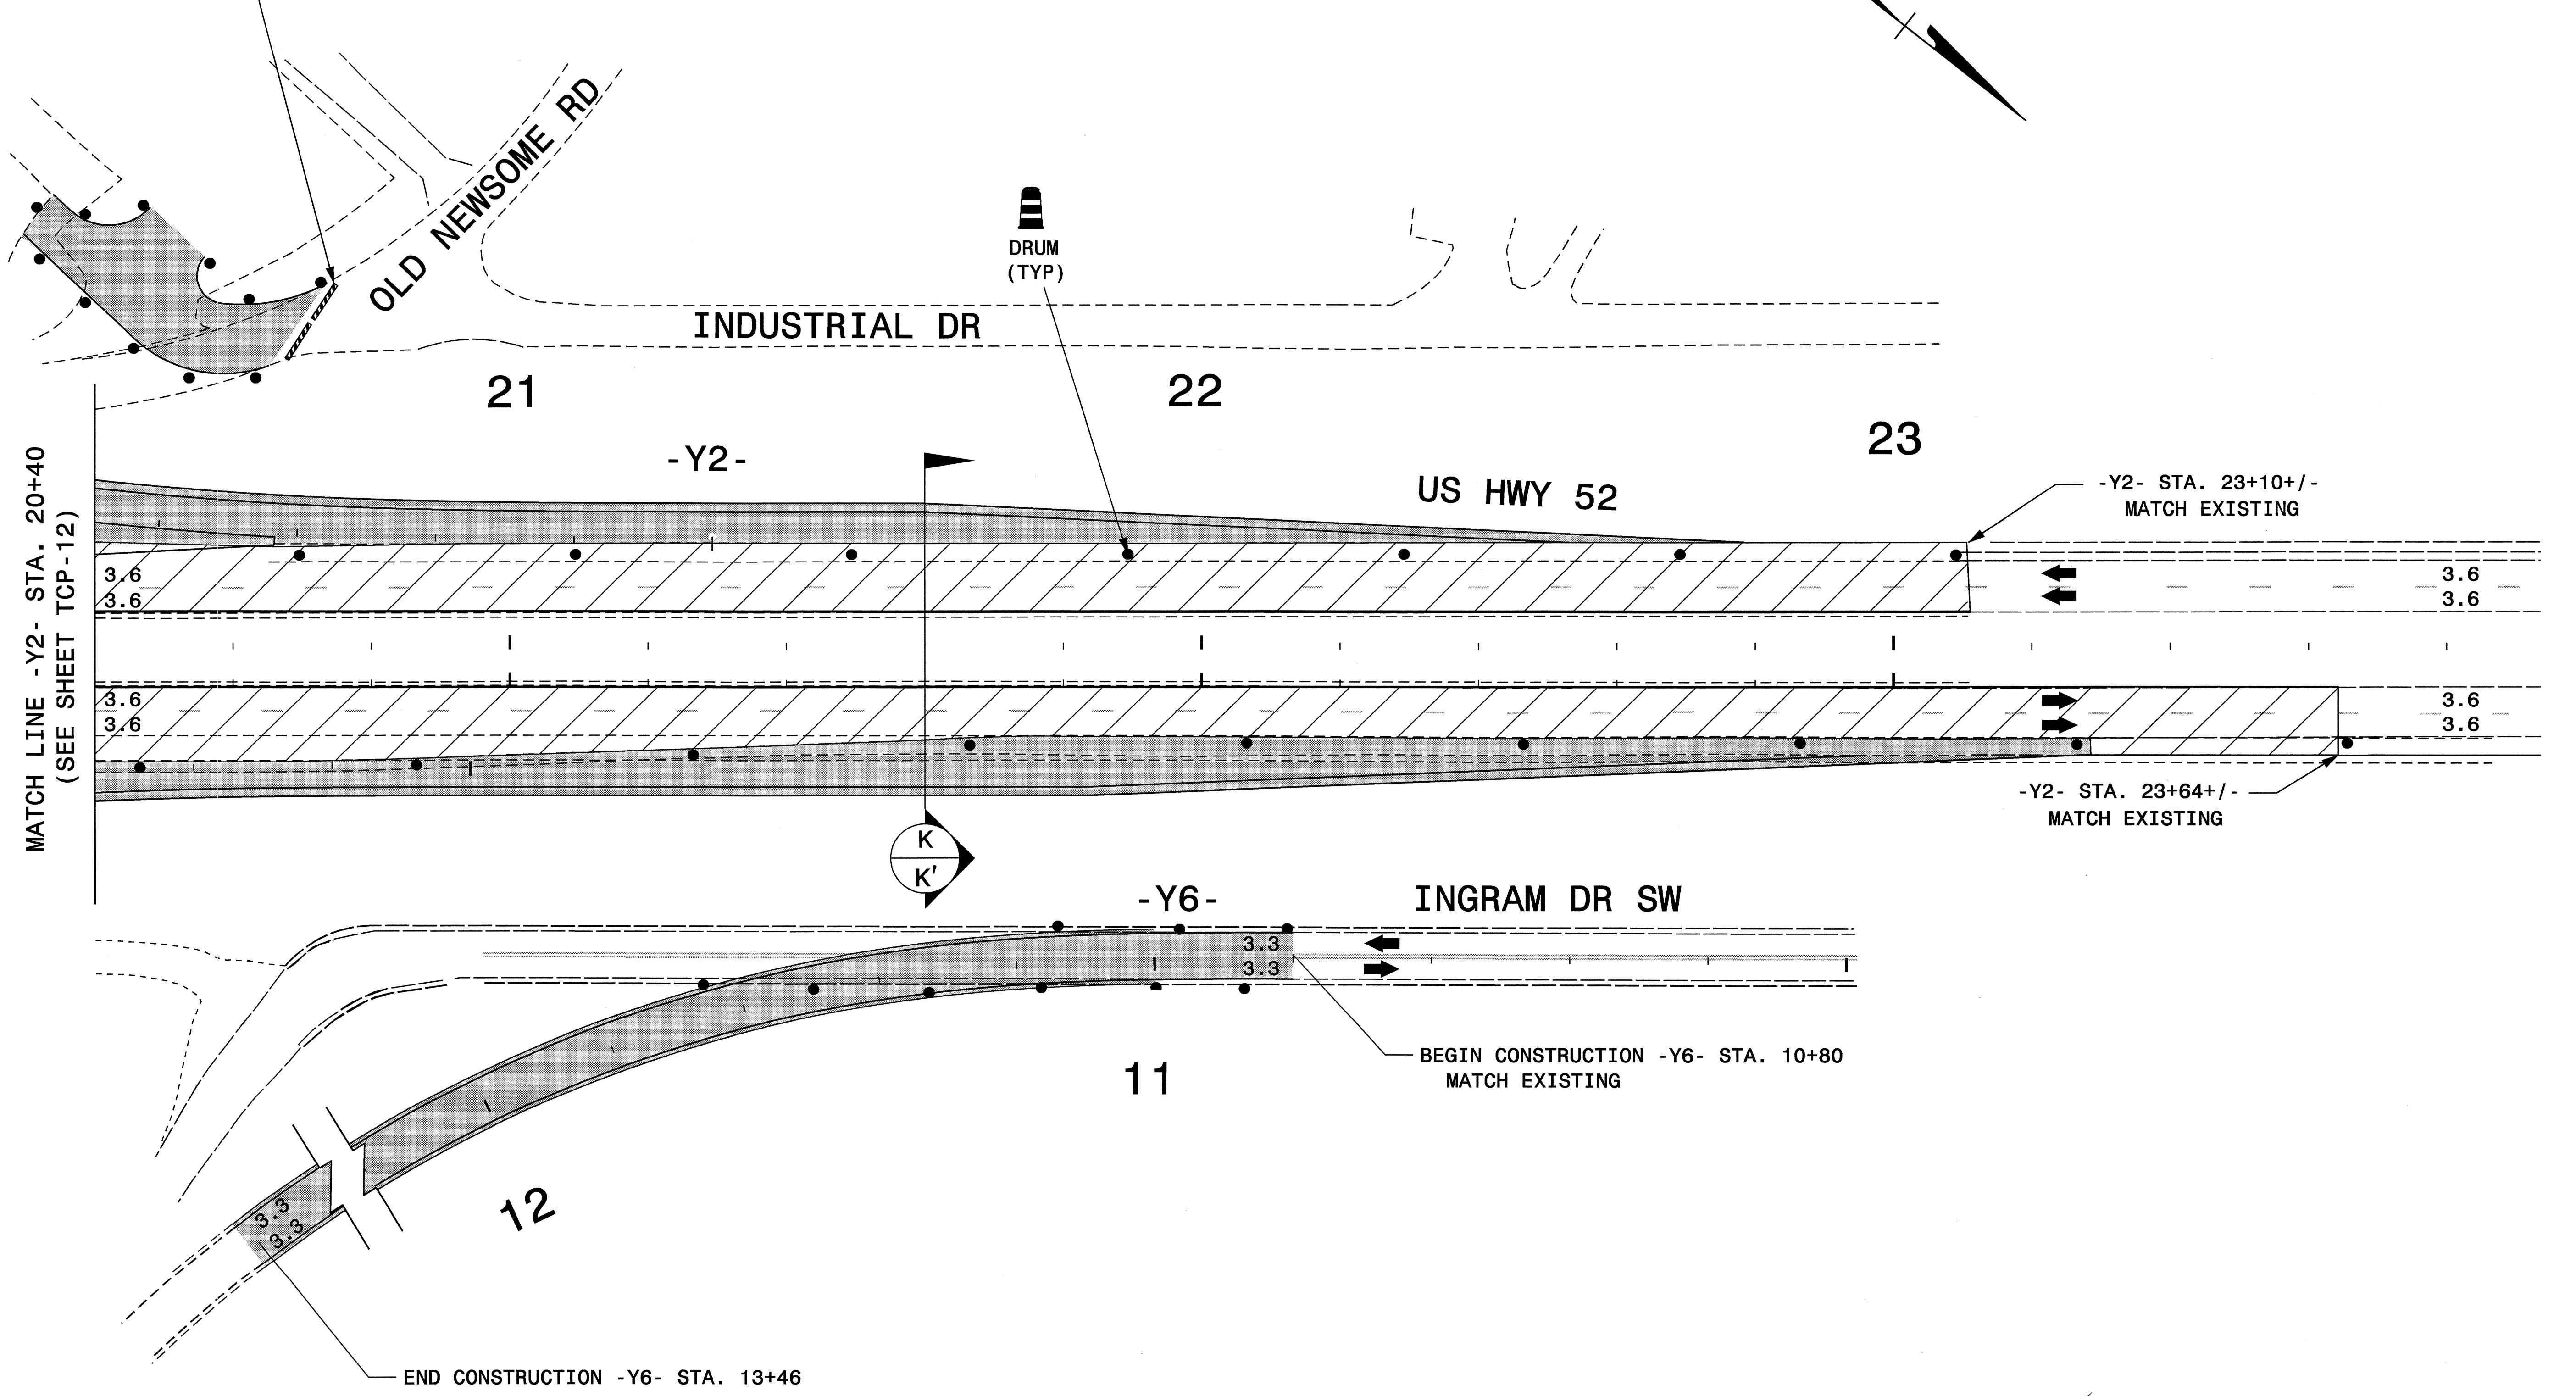 OLD NEWSOME RD
DRUM
(TYP)
INDUSTRIAL DR
21
22
23
-Y2-
US HWY 52
-Y2- STA. 23+10+/-
MATCH EXISTING
MATCH LINE -Y2- STA. 20+40
(SEE SHEET TCP-12)
3.6
3.6
3.6
3.6
3.6
3.6
3.6
3.6
-Y2- STA. 23+64+/-
MATCH EXISTING
K
K'
-Y6-
INGRAM DR SW
3.3
3.3
BEGIN CONSTRUCTION -Y6- STA. 10+80
MATCH EXISTING
11
12
3.3
3.3
END CONSTRUCTION -Y6- STA. 13+46